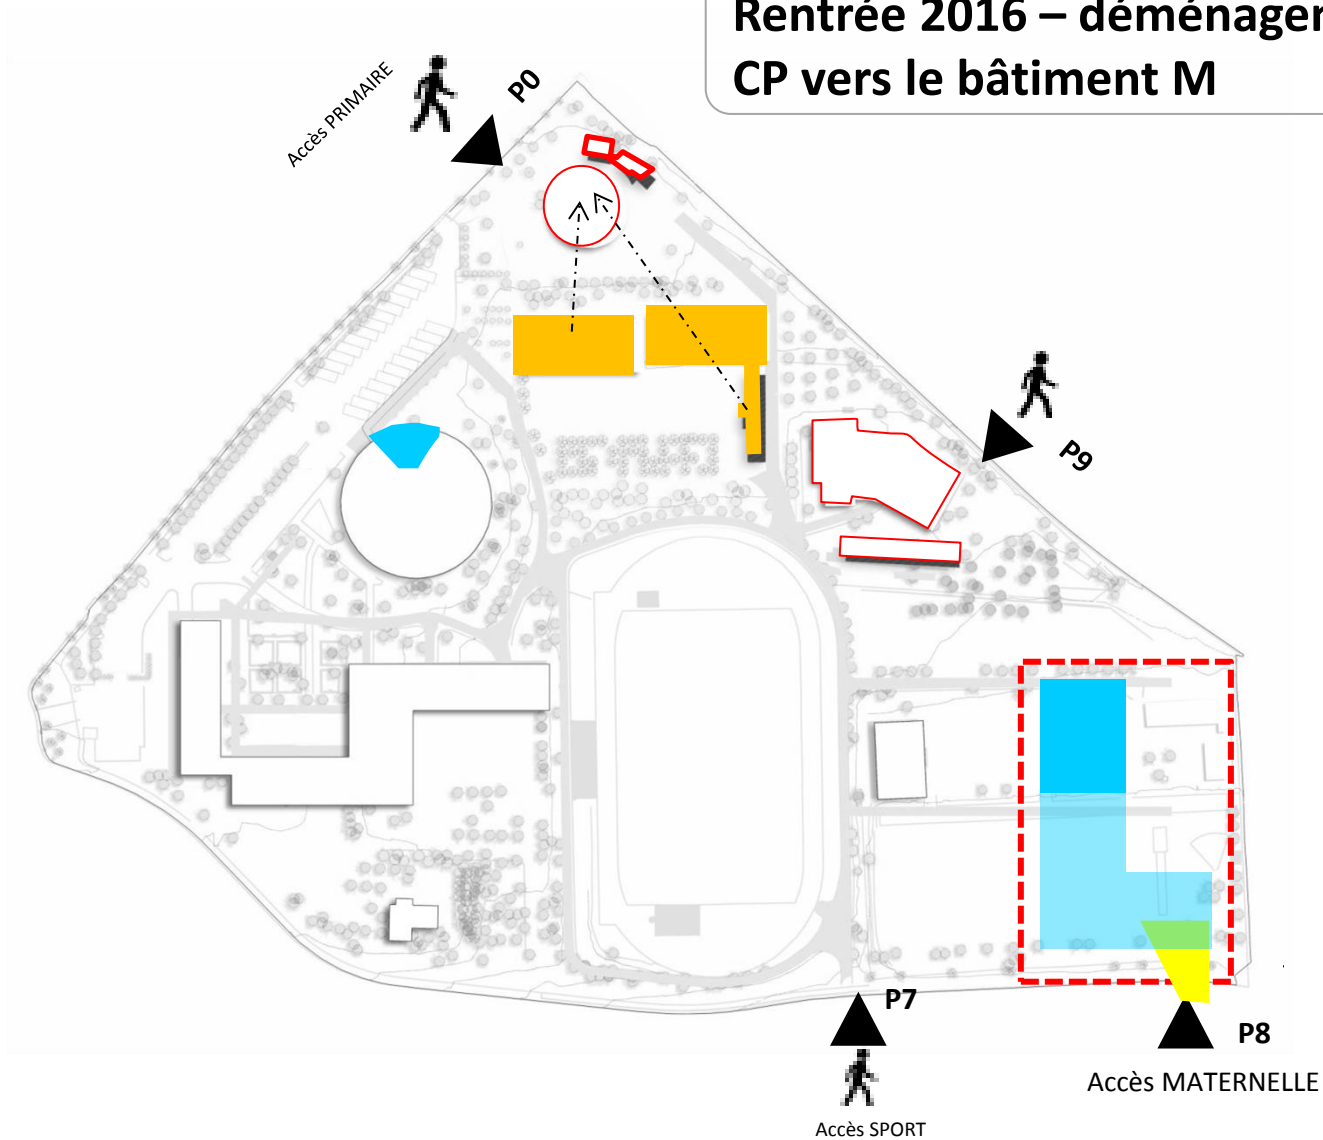 Rentrée 2016 – déménager
CP vers le bâtiment M
Accès PRIMAIRE
P0
P9
P7
P8
Accès MATERNELLE
Accès SPORT